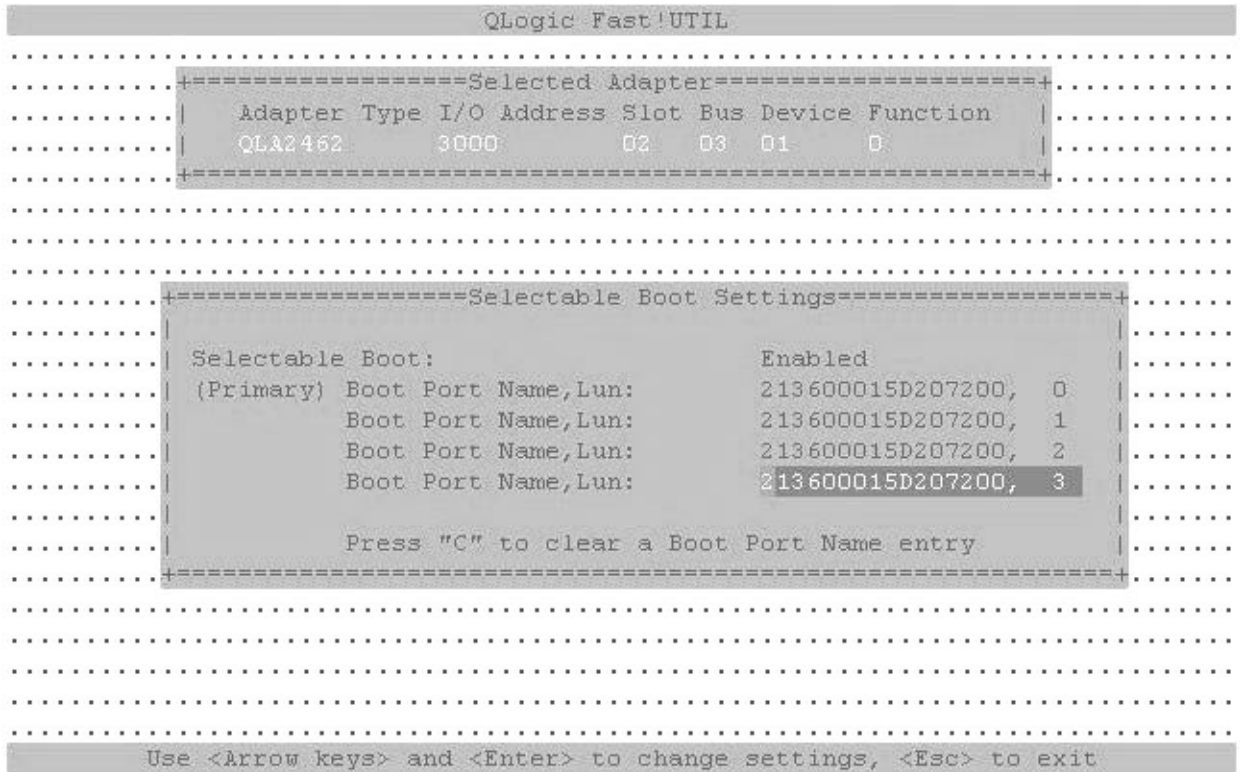 QLogic Fast!UTIL
Selected Adapter
Adapter Type I/O Address Slot Bus Device Function
QLA2462 3000 02 03 01 0
Selectable Boot Settings
Selectable Boot: Enabled
(Primary) Boot Port Name,Lun: 213600015D207200, 0
Boot Port Name,Lun: 213600015D207200, 1
Boot Port Name,Lun: 213600015D207200, 2
Boot Port Name,Lun: 213600015D207200, 3
Press "C" to clear a Boot Port Name entry
Use <Arrow keys> and <Enter> to change settings, <Esc> to exit